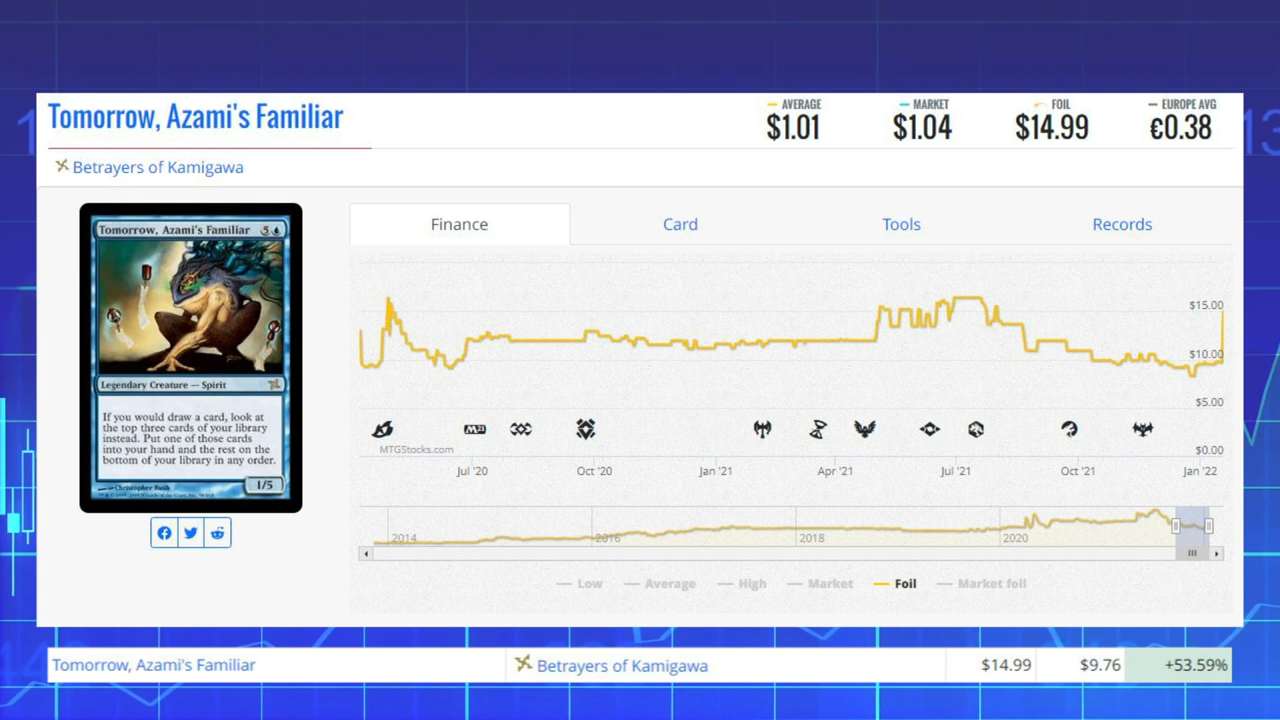 Tomorrow, Azami's Familiar
AVERAGE
$1.01
MARKET
$1.04
FOIL
$14.99
EUROPE AVG
€0.38
Betrayers of Kamigawa
Finance
Card
Tools
Records
Tomorrow, Azami's Familiar 5
Legendary Creature — Spirit
If you would draw a card, look at
the top three cards of your library
instead. Put one of those cards
into your hand and the rest on the
bottom of your library in any order.
Christopher Rush
1/5
$15.00
$10.00
$5.00
$0.00
M21
MTGStocks.com
Jul '20
Oct '20
Jan '21
Apr '21
Jul '21
Oct '21
Jan '22
2014
2016
2018
2020
Low
Average
High
Market
Foil
Market foil
Tomorrow, Azami's Familiar
Betrayers of Kamigawa
$14.99
$9.76
+53.59%